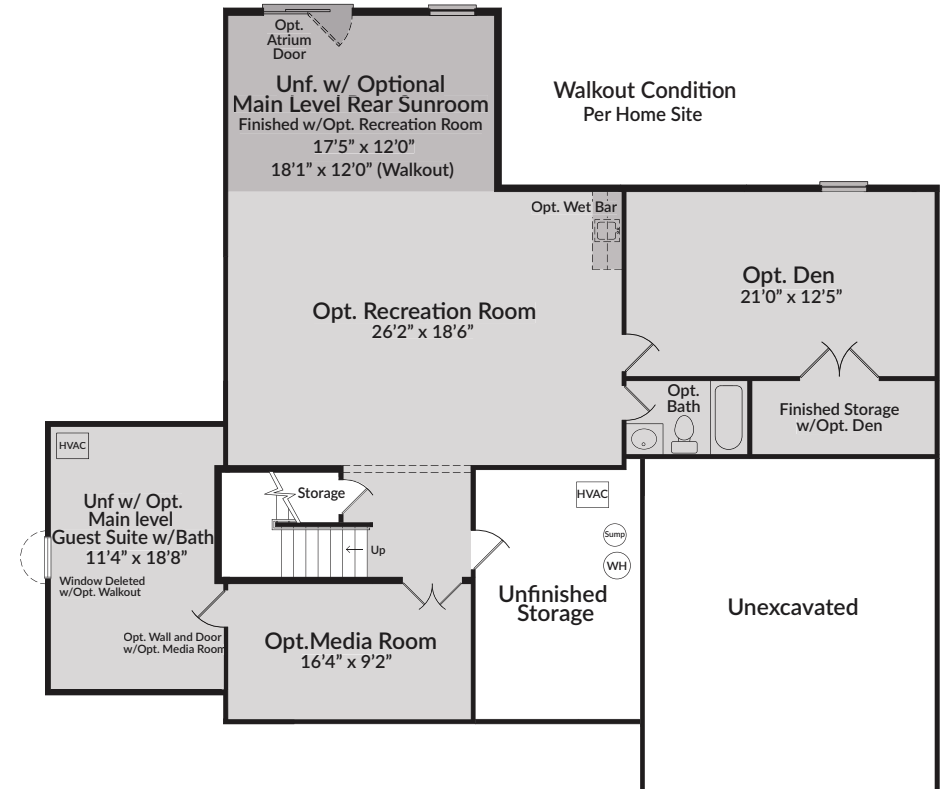 Opt.
Atrium
Door
Unf. w/ Optional
Main Level Rear Sunroom
Finished w/Opt. Recreation Room
17’5” x 12’0”
18’1” x 12’0” (Walkout)
Walkout Condition
Per Home Site
Opt. Wet Bar
Opt. Den
21’0” x 12’5”
Opt. Recreation Room
26’2” x 18’6”
Opt.
Bath
Finished Storage
w/Opt. Den
HVAC
Unf w/ Opt.
Main level
Guest Suite w/Bath
11’4” x 18’8”
Window Deleted
w/Opt. Walkout
Opt. Wall and Door
w/Opt. Media Room
Storage
Up
HVAC
Sump
WH
Unfinished
Storage
Unexcavated
Opt.Media Room
16’4” x 9’2”